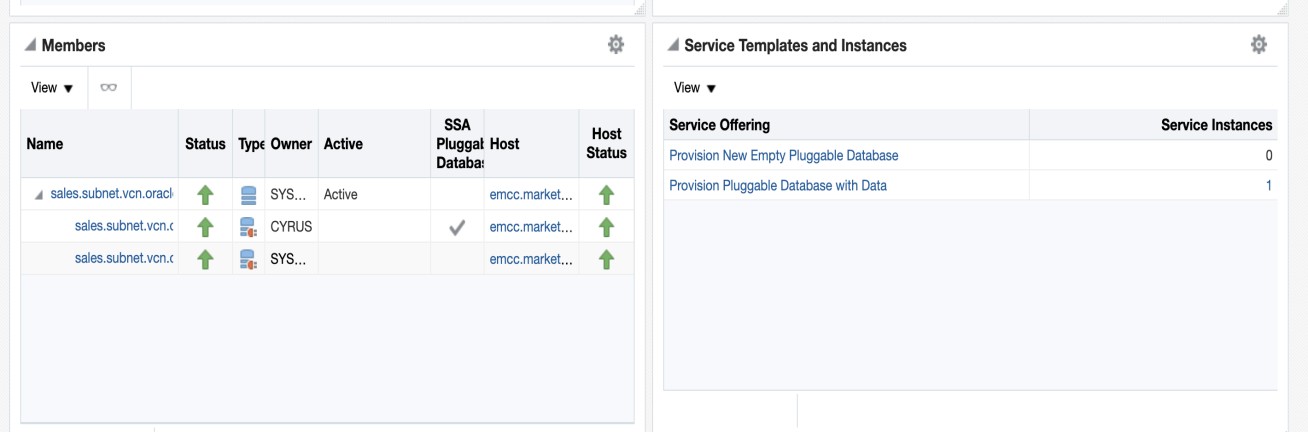 Members
View ▼
Name Status Type Owner Active SSA Pluggab Databas Host Host Status
sales.subnet.vcn.oracl SYS... Active emcc.market...
sales.subnet.vcn.c CYRUS emcc.market...
sales.subnet.vcn.c SYS... emcc.market...
Service Templates and Instances
View ▼
Service Offering Service Instances
Provision New Empty Pluggable Database 0
Provision Pluggable Database with Data 1